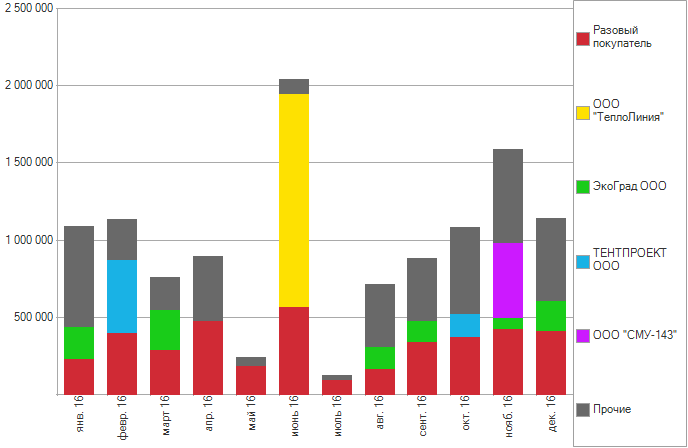 2 500 000
2 000 000
1 500 000
1 000 000
500 000
янв. 16
февр. 16
март 16
апр. 16
май 16
июнь 16
июль 16
авг. 16
сент. 16
окт. 16
нояб. 16
дек. 16
Разовый
покупатель
ООО
"ТеплоЛиния"
ЭкоГрад ООО
ТЕНТПРОЕКТ
ООО
ООО "СМУ-143"
Прочие